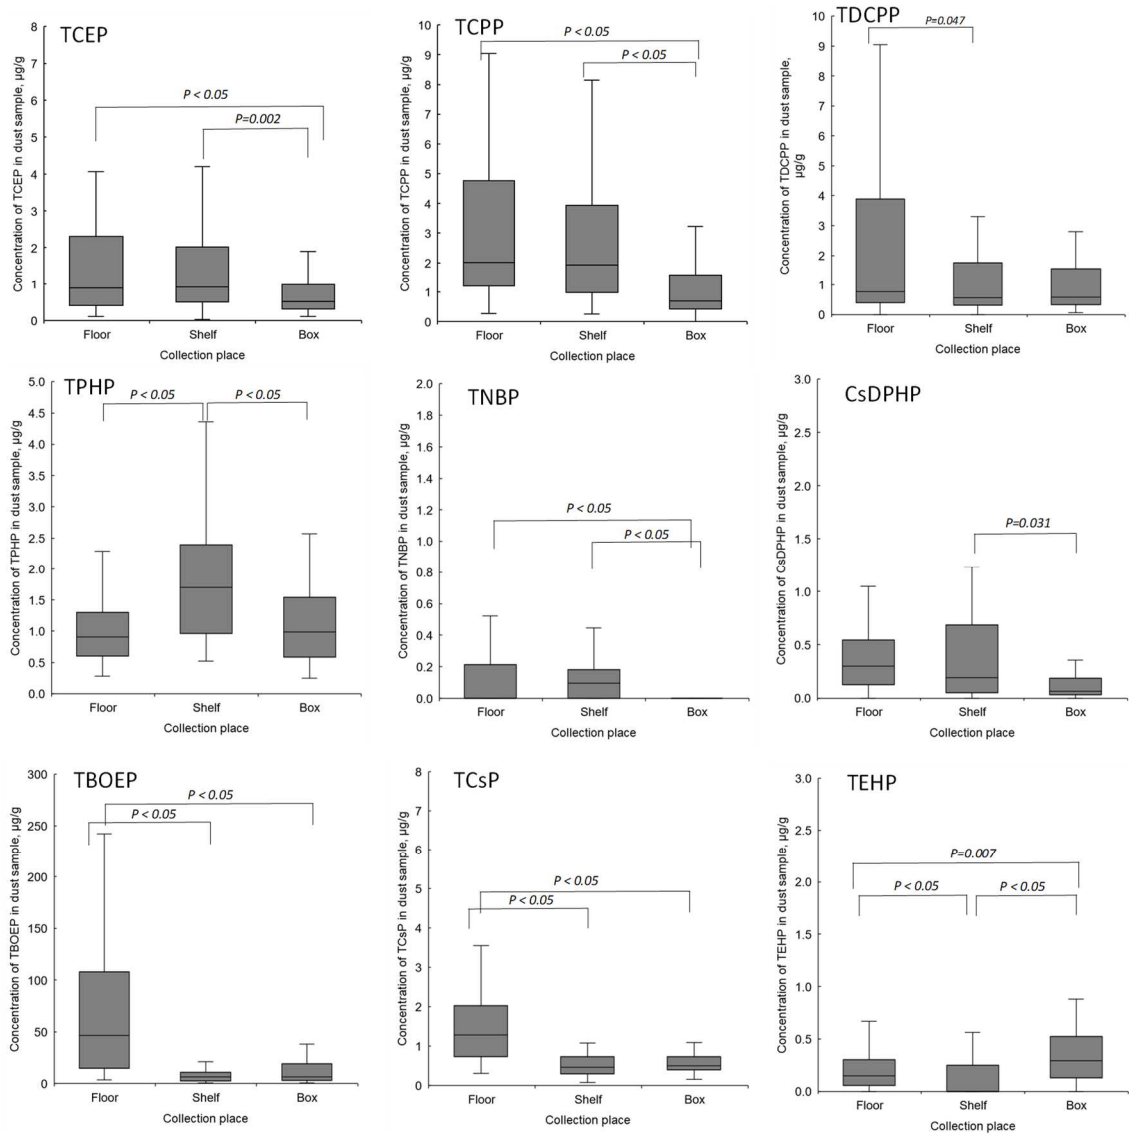 TCEP
Concentration of TCEP in dust sample, µg/g
8
7
6
5
4
3
2
1
0
P < 0.05
P=0.002
Floor Shelf Box
Collection place
TCPP
Concentration of TCPP in dust sample, µg/g
10
9
8
7
6
5
4
3
2
1
0
P < 0.05
P < 0.05
Floor Shelf Box
Collection place
TDCPP
Concentration of TDCPP in dust sample,
µg/g
10
9
8
7
6
5
4
3
2
1
0
P=0.047
Floor Shelf Box
Collection place
TPHP
Concentration of TPHP in dust sample, µg/g
5.0
4.5
4.0
3.5
3.0
2.5
2.0
1.5
1.0
0.5
0.0
P < 0.05 P < 0.05
Floor Shelf Box
Collection place
TNBP
Concentration of TNBP in dust sample, µg/g
2.0
1.8
1.6
1.4
1.2
1.0
0.8
0.6
0.4
0.2
0.0
P < 0.05
P < 0.05
Floor Shelf Box
Collection place
CsDPHP
Concentration of CsDPHP in dust sample, µg/g
3.0
2.5
2.0
1.5
1.0
0.5
0.0
P=0.031
Floor Shelf Box
Collection place
TBOEP
Concentration of TBOEP in dust sample, µg/g
300
250
200
150
100
50
0
P < 0.05
P < 0.05
Floor Shelf Box
Collection place
TCsP
Concentration of TCsP in dust sample, µg/g
8
7
6
5
4
3
2
1
0
P < 0.05
P < 0.05
Floor Shelf Box
Collection place
TEHP
Concentration of TEHP in dust sample, µg/g
3.0
2.5
2.0
1.5
1.0
0.5
0.0
P=0.007
P < 0.05 P < 0.05
Floor Shelf Box
Collection place